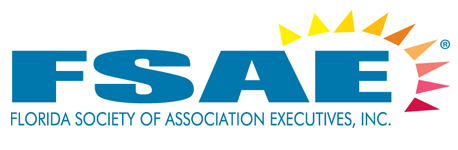 FSAE®
FLORIDA SOCIETY OF ASSOCIATION EXECUTIVES, INC.